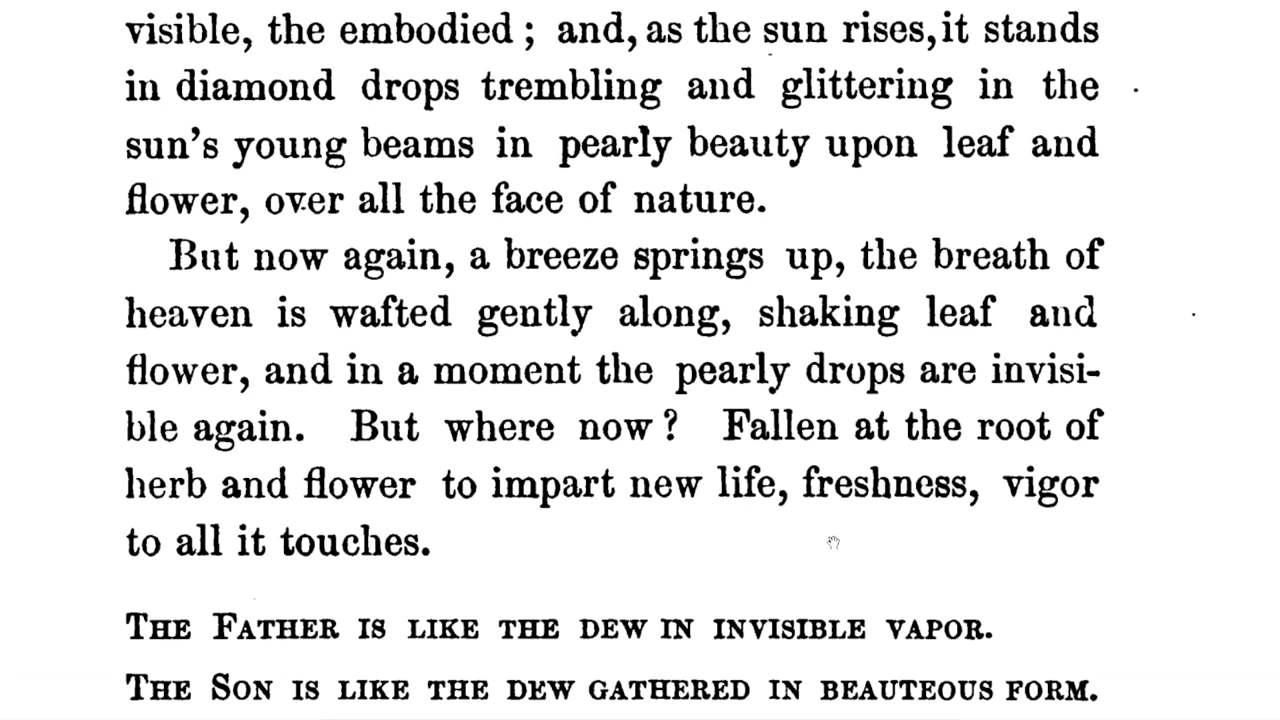 visible, the embodied ; and, as the sun rises, it stands
in diamond drops trembling and glittering in the
sun's young beams in pearly beauty upon leaf and
flower, over all the face of nature.
But now again, a breeze springs up, the breath of
heaven is wafted gently along, shaking leaf and
flower, and in a moment the pearly drops are invisi-
ble again. But where now ? Fallen at the root of
herb and flower to impart new life, freshness, vigor
to all it touches.
THE FATHER IS LIKE THE DEW IN INVISIBLE VAPOR.
THE SON IS LIKE THE DEW GATHERED IN BEAUTEOUS FORM.